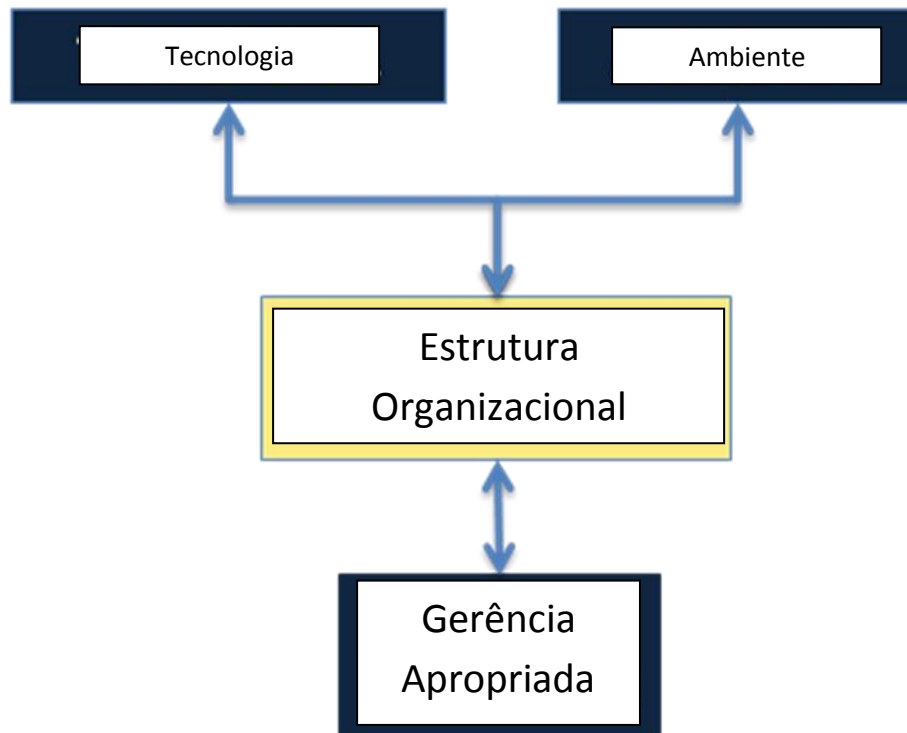 Tecnologia
Ambiente
Estrutura
Organizacional
Gerência
Apropriada